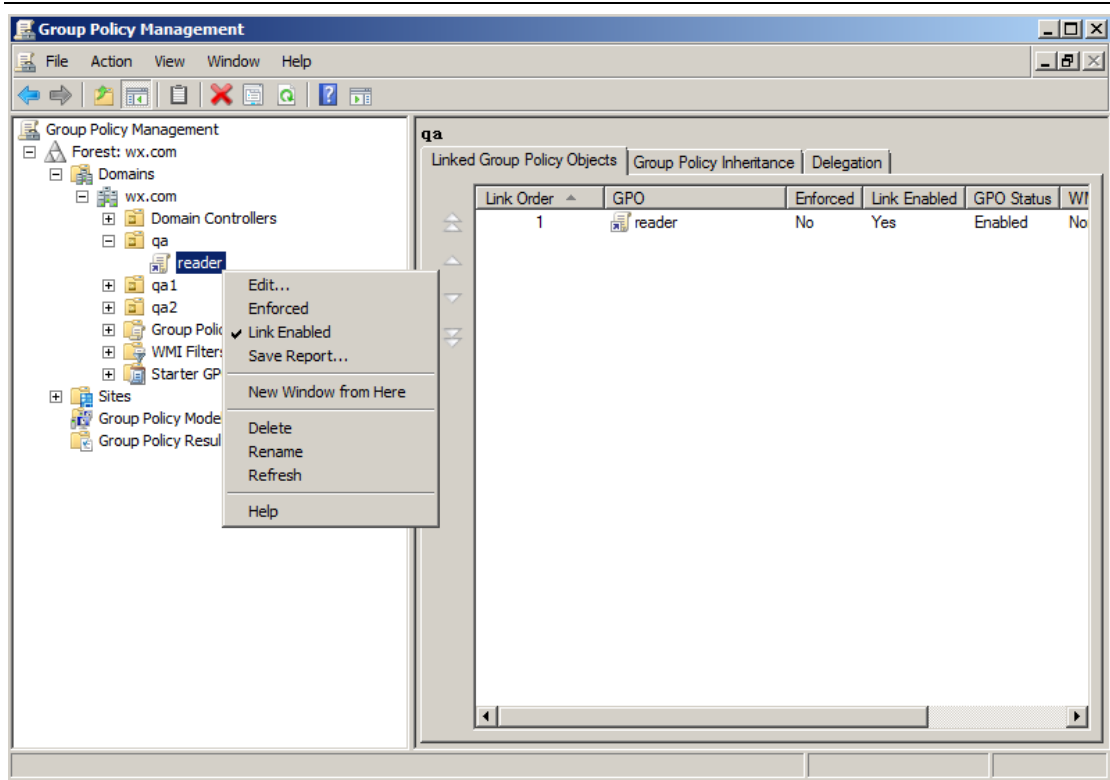 Group Policy Management
File Action View Window Help
Group Policy Management
Forest: wx.com
Domains
wx.com
Domain Controllers
qa
reader
qa1
qa2
Group Polic
WMI Filters
Starter GP
Sites
Group Policy Mode
Group Policy Resul
Edit...
Enforced
Link Enabled
Save Report...
New Window from Here
Delete
Rename
Refresh
Help
qa
Linked Group Policy Objects Group Policy Inheritance Delegation
Link Order GPO Enforced Link Enabled GPO Status WM
1 reader No Yes Enabled No